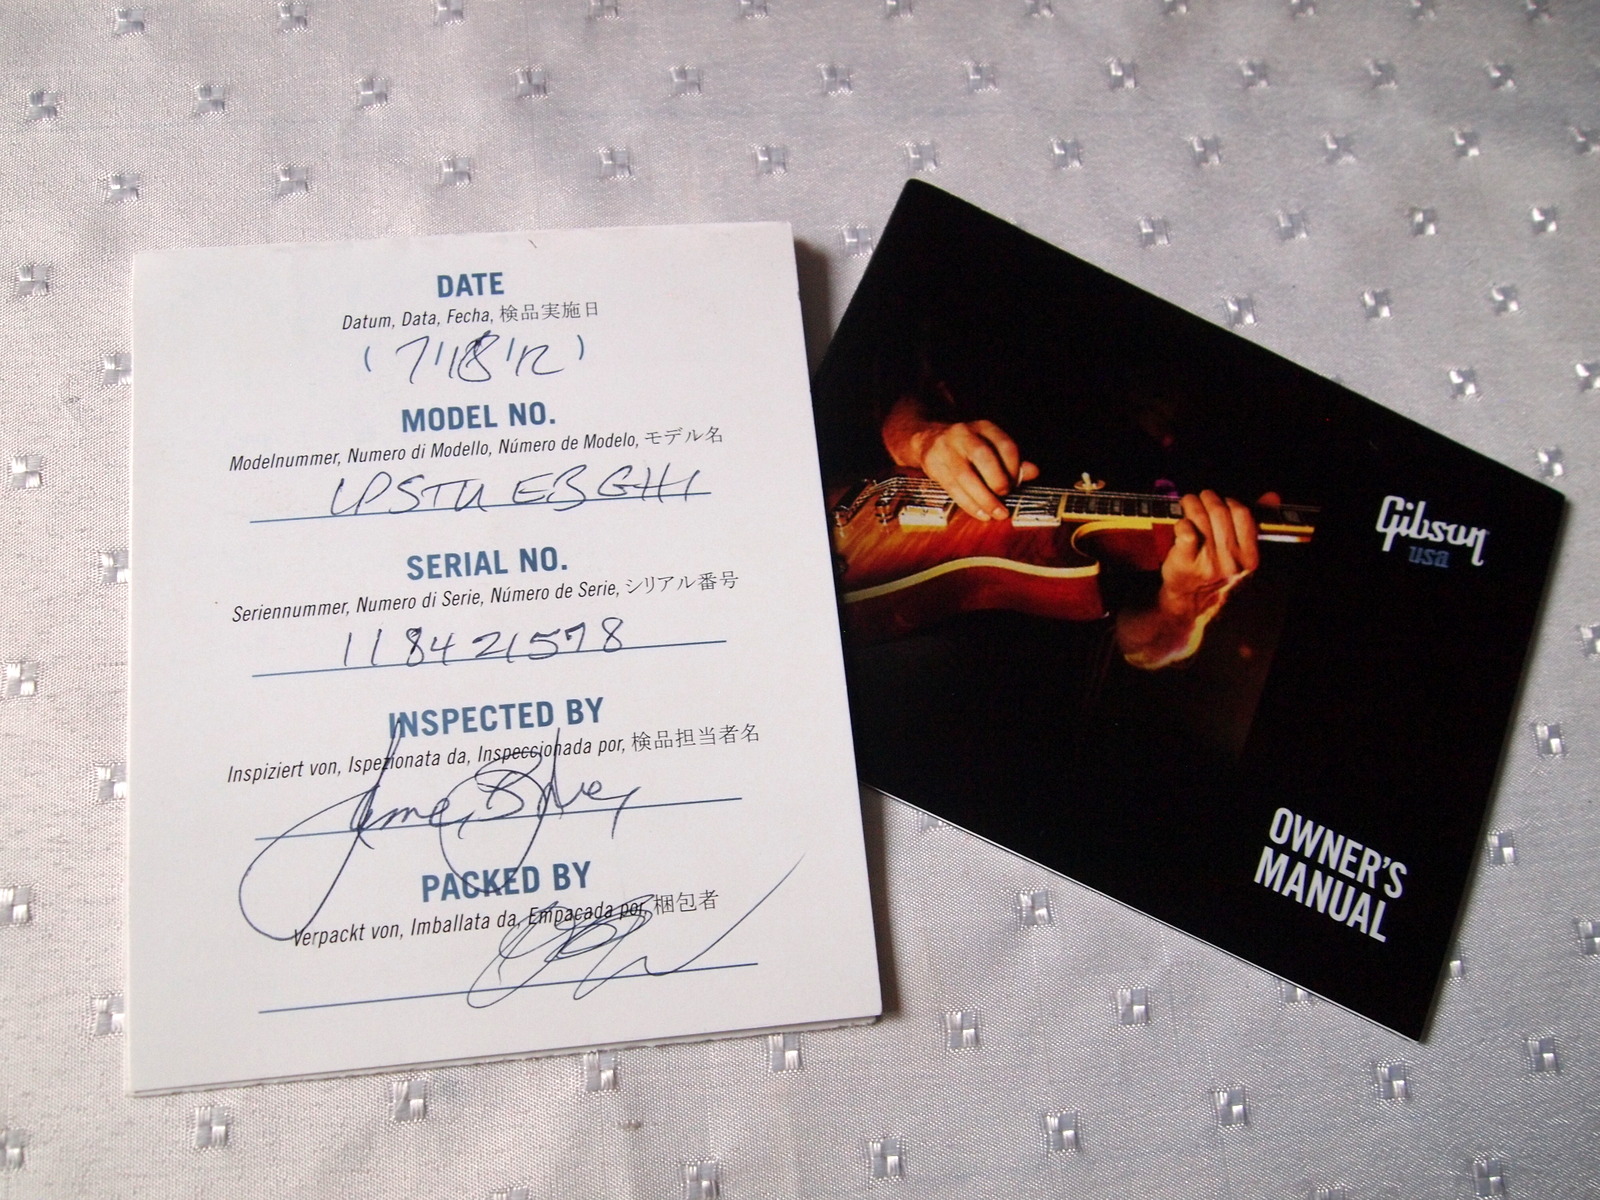 DATE
Datum, Data, Fecha, 検品実施日
(7/18/12)
MODEL NO.
Modelnummer, Numero di Modello, Número de Modelo, モデル名
LPSTU EBGH1
SERIAL NO.
Seriennummer, Numero di Serie, Número de Serie, シリアル番号
118421578
INSPECTED BY
Inspiziert von, Ispezionata da, Inspeccionada por, 検品担当者名
PACKED BY
Verpackt von, Imballata da, Empacada por, 梱包者
Gibson
USA
OWNER'S
MANUAL